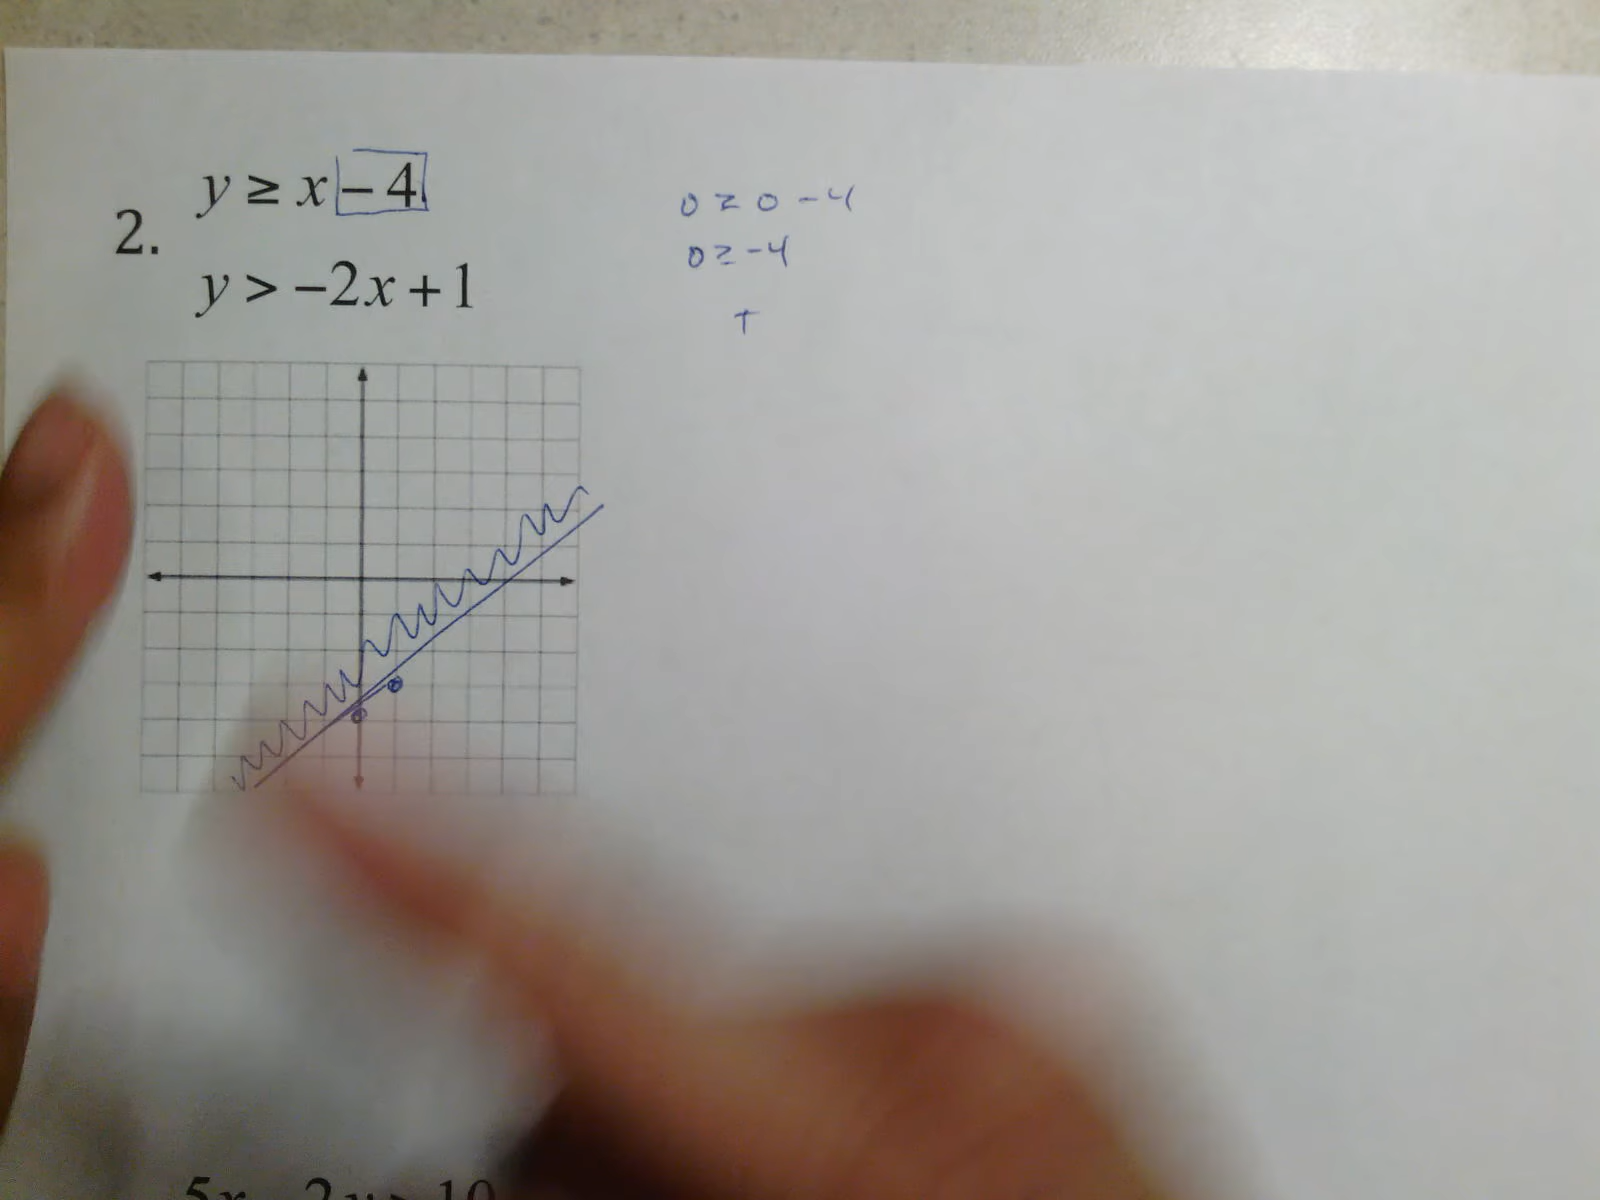 y ≥ x − 4
2.
y > −2x + 1
0 ≥ 0 − 4
0 ≥ −4
T